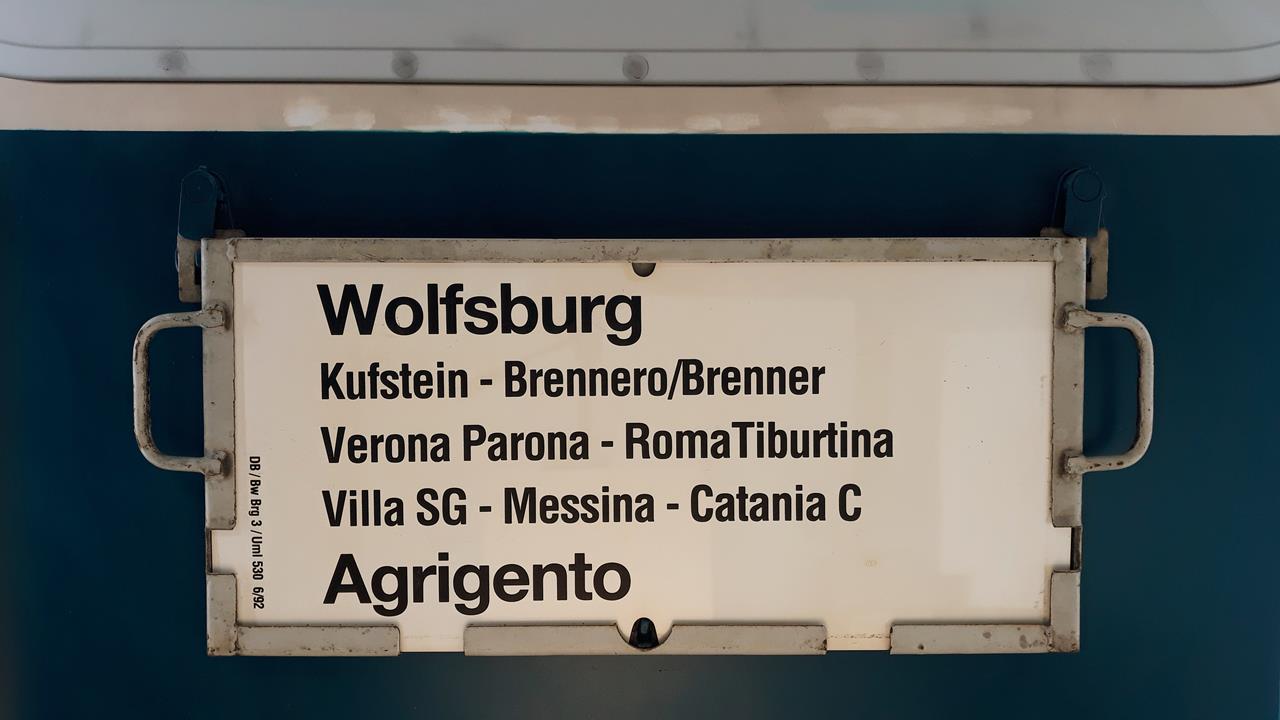 Wolfsburg
Kufstein - Brennero/Brenner
Verona Parona - RomaTiburtina
Villa SG - Messina - Catania C
Agrigento
DB / Bw Brg 3 / Uml 530 6/92